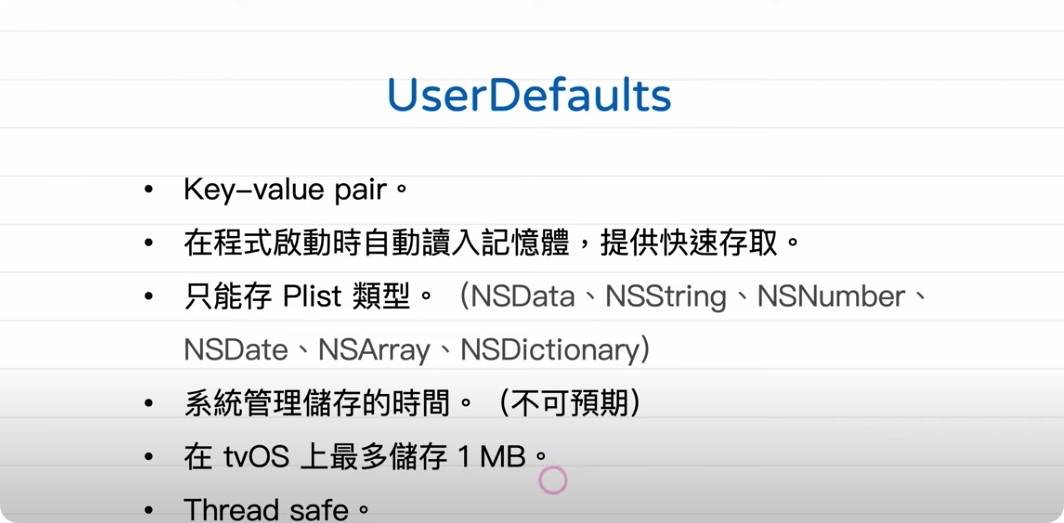 UserDefaults
• Key-value pair。
• 在程式啟動時自動讀入記憶體，提供快速存取。
• 只能存 Plist 類型。（NSData、NSString、NSNumber、
NSDate、NSArray、NSDictionary）
• 系統管理儲存的時間。（不可預期）
• 在 tvOS 上最多儲存 1 MB。
• Thread safe。